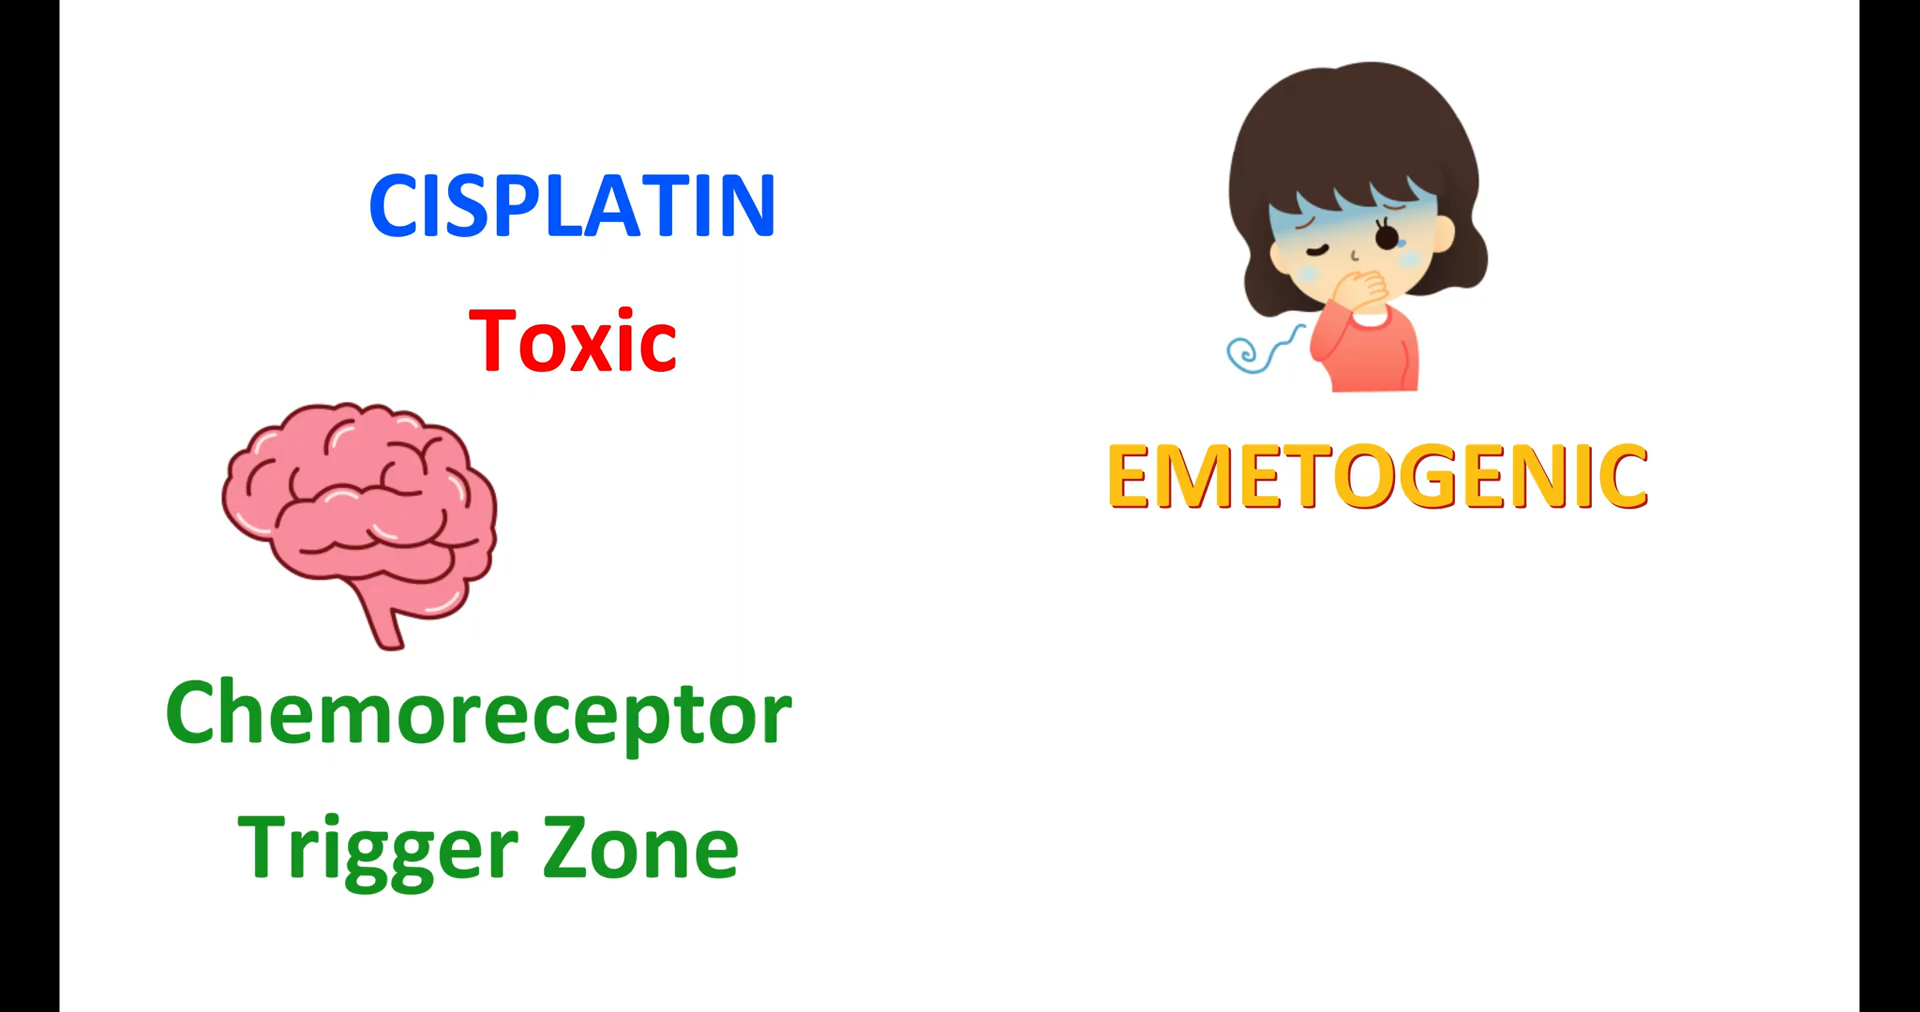 CISPLATIN
Toxic
Chemoreceptor
Trigger Zone
EMETOGENIC